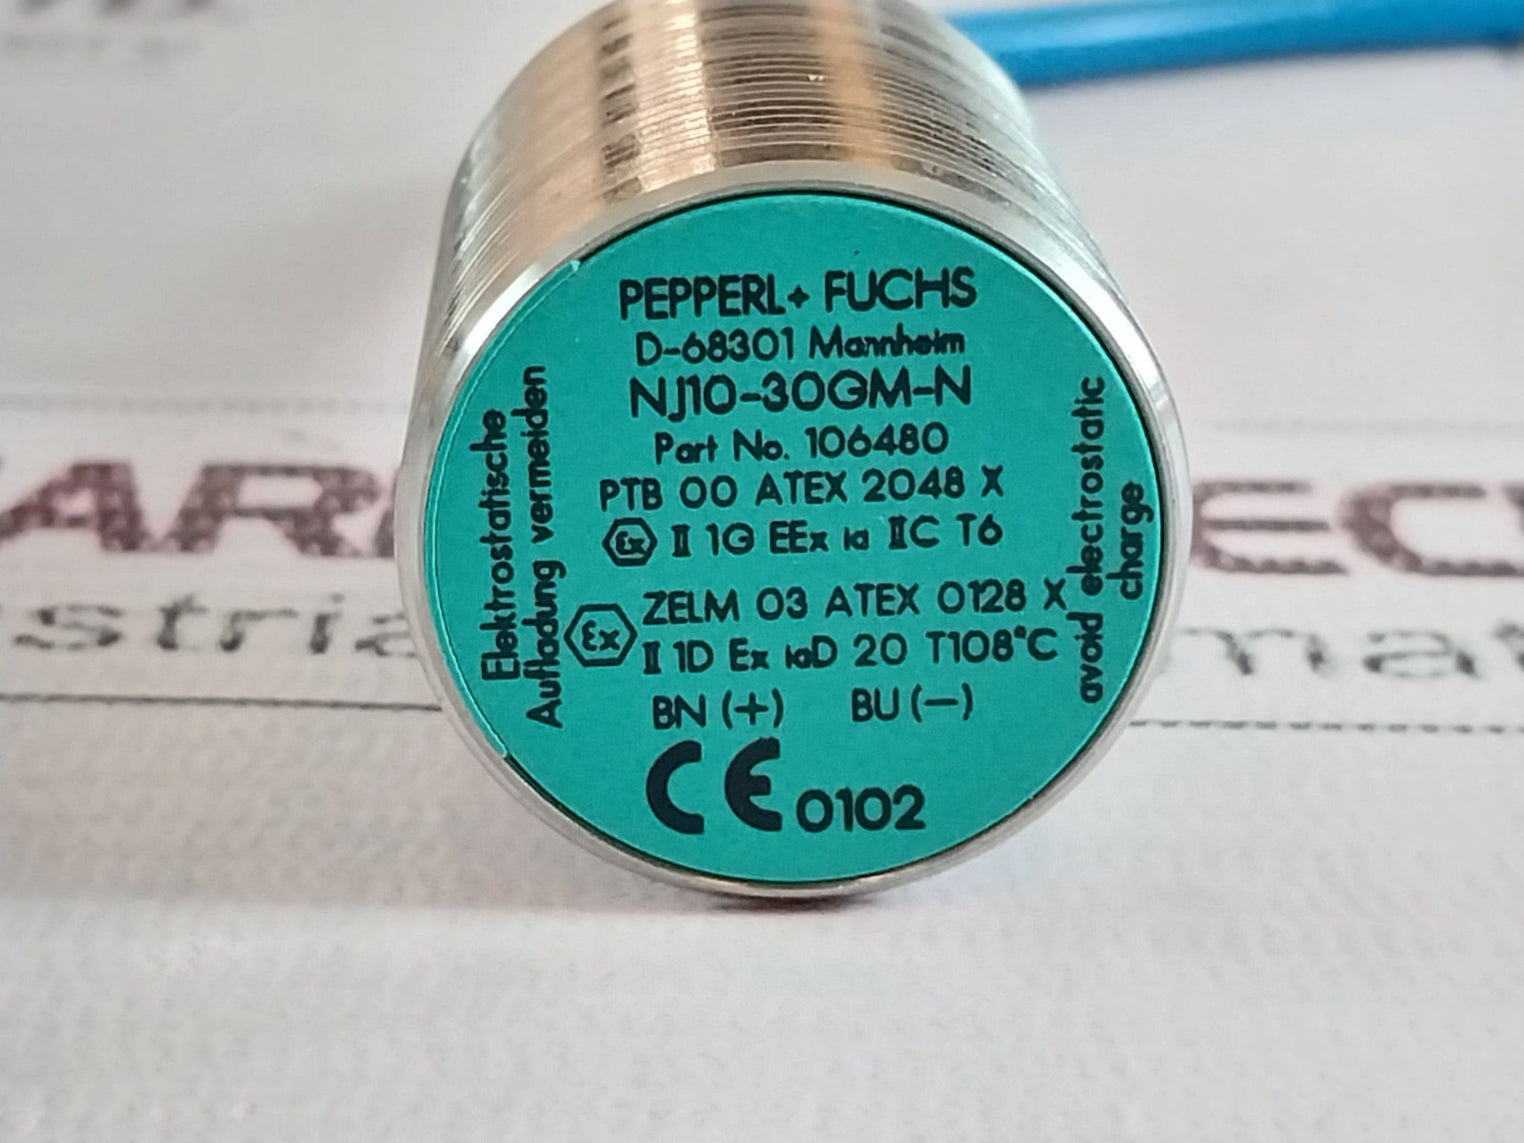 PEPPERL+ FUCHS
D-68301 Mannheim
NJ10-30GM-N
Part No. 106480
PTB 00 ATEX 2048 X
Ex II 1G EEx ia IIC T6
ZELM 03 ATEX 0128 X
Ex II 1D Ex iaD 20 T108°C
BN (+) BU (−)
CE 0102
Elektrostatische
Aufladung vermeiden
avoid electrostatic
charge